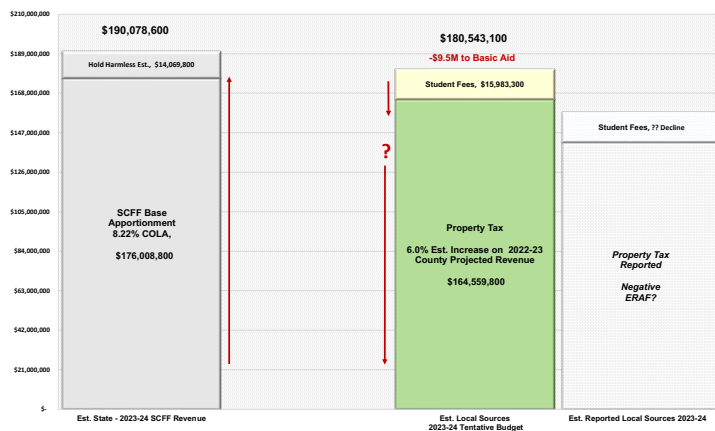 $210,000,000
$189,000,000
$168,000,000
$147,000,000
$126,000,000
$105,000,000
$84,000,000
$63,000,000
$42,000,000
$21,000,000
$-
$190,078,600
Hold Harmless Est., $14,069,800
SCFF Base
Apportionment
8.22% COLA,
$176,008,800
Est. State - 2023-24 SCFF Revenue
?
$180,543,100
-$9.5M to Basic Aid
Student Fees, $15,983,300
Property Tax
6.0% Est. Increase on 2022-23
County Projected Revenue
$164,559,800
Est. Local Sources
2023-24 Tentative Budget
Student Fees, ?? Decline
Property Tax
Reported
Negative
ERAF?
Est. Reported Local Sources 2023-24